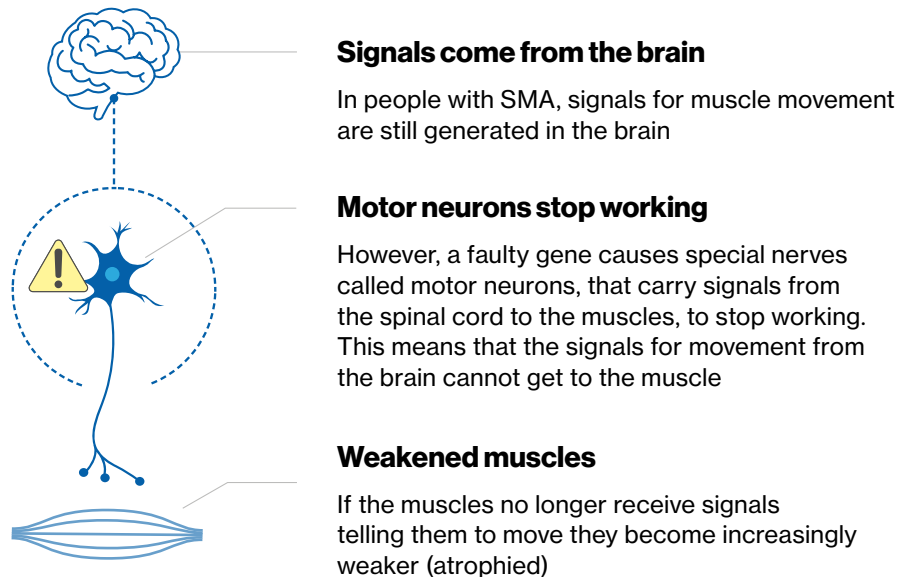 Signals come from the brain
In people with SMA, signals for muscle movement
are still generated in the brain
Motor neurons stop working
However, a faulty gene causes special nerves
called motor neurons, that carry signals from
the spinal cord to the muscles, to stop working.
This means that the signals for movement from
the brain cannot get to the muscle
Weakened muscles
If the muscles no longer receive signals
telling them to move they become increasingly
weaker (atrophied)